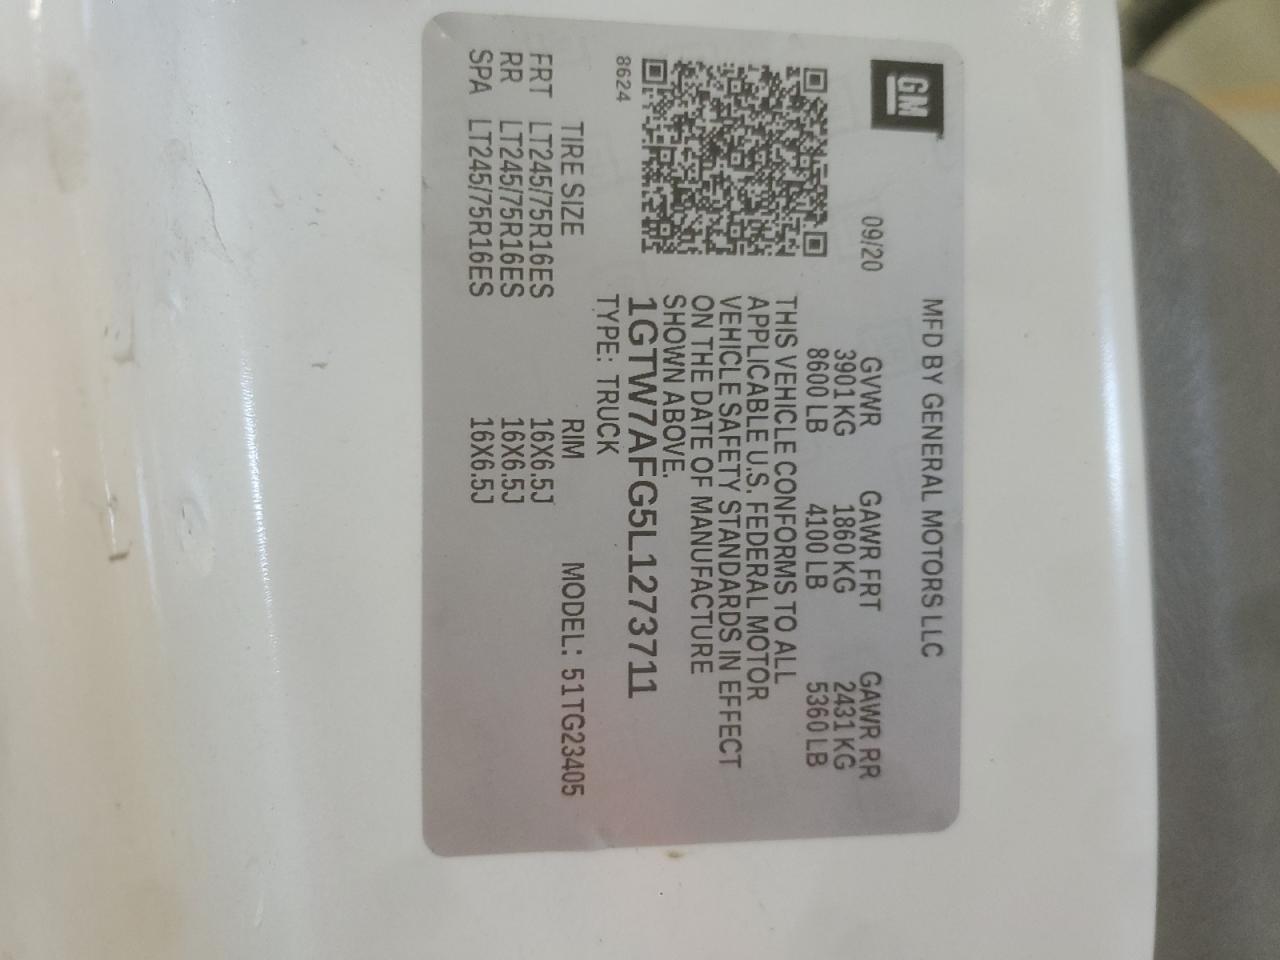 GM
MFD BY GENERAL MOTORS LLC
09/20 GVWR GAWR FRT GAWR RR
3901 KG 1860 KG 2431 KG
8600 LB 4100 LB 5360 LB
THIS VEHICLE CONFORMS TO ALL
APPLICABLE U.S. FEDERAL MOTOR
VEHICLE SAFETY STANDARDS IN EFFECT
ON THE DATE OF MANUFACTURE
SHOWN ABOVE.
1GTW7AFG5L1273711
TYPE: TRUCK
8624
TIRE SIZE RIM MODEL: 51TG23405
FRT LT245/75R16ES 16X6.5J
RR LT245/75R16ES 16X6.5J
SPA LT245/75R16ES 16X6.5J